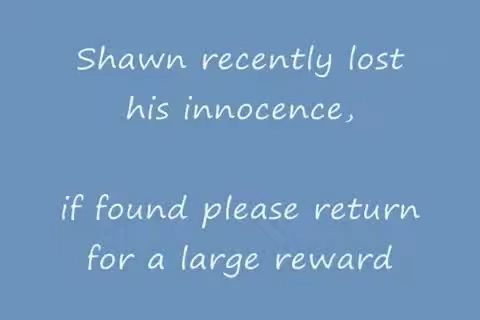 Shawn recently lost
his innocence,
if found please return
for a large reward